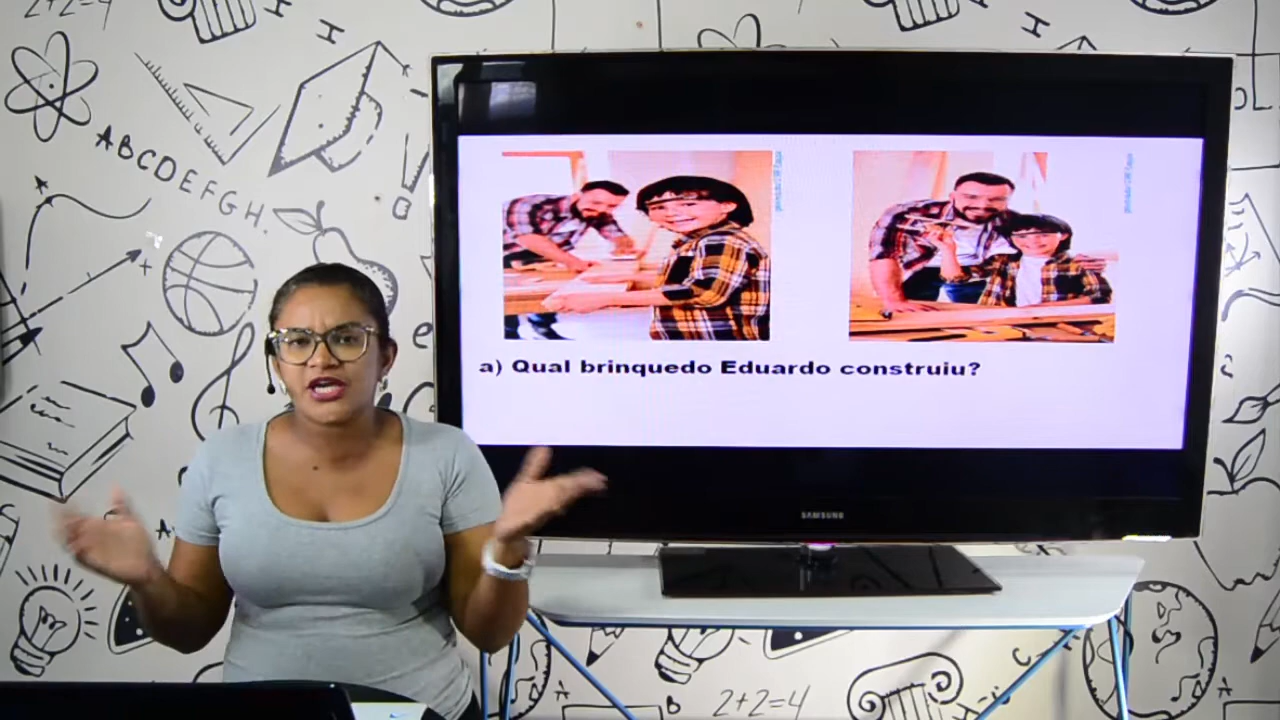 2+2=4
ABCDEFGH
a) Qual brinquedo Eduardo construiu?
SAMSUNG
2+2=4